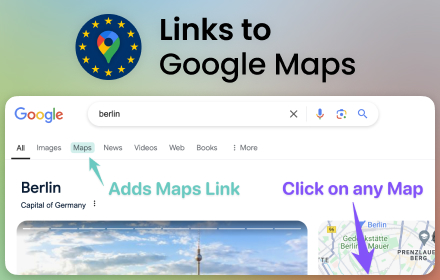 Links to
Google Maps
Google
berlin
All Images Maps News Videos Web Books More
Berlin
Adds Maps Link
Click on any Map
Capital of Germany
Berlin
Gedenkstätte
Berliner Mauer
PRENZLAUER
BERG